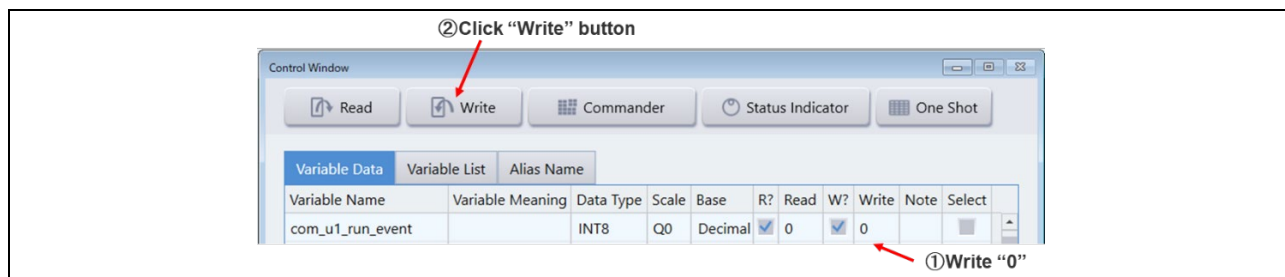 ②Click “Write” button
Control Window
Read Write Commander Status Indicator One Shot
Variable Data Variable List Alias Name
Variable Name Variable Meaning Data Type Scale Base R? Read W? Write Note Select
com_u1_run_event INT8 Q0 Decimal 0 0
①Write “0”